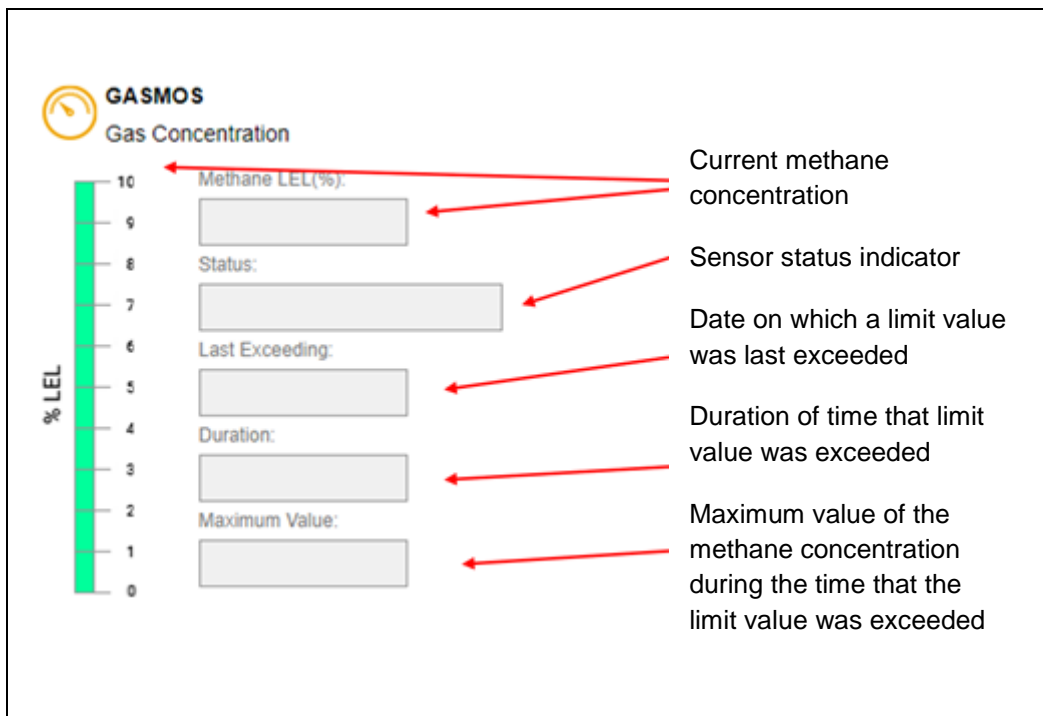 GASMOS
Gas Concentration
Current methane
concentration
10
Methane LEL(%):
9
8
Status:
Sensor status indicator
7
Date on which a limit value
was last exceeded
6
Last Exceeding:
5
% LEL
4
Duration:
Duration of time that limit
value was exceeded
3
2
Maximum Value:
Maximum value of the
methane concentration
during the time that the
limit value was exceeded
1
0